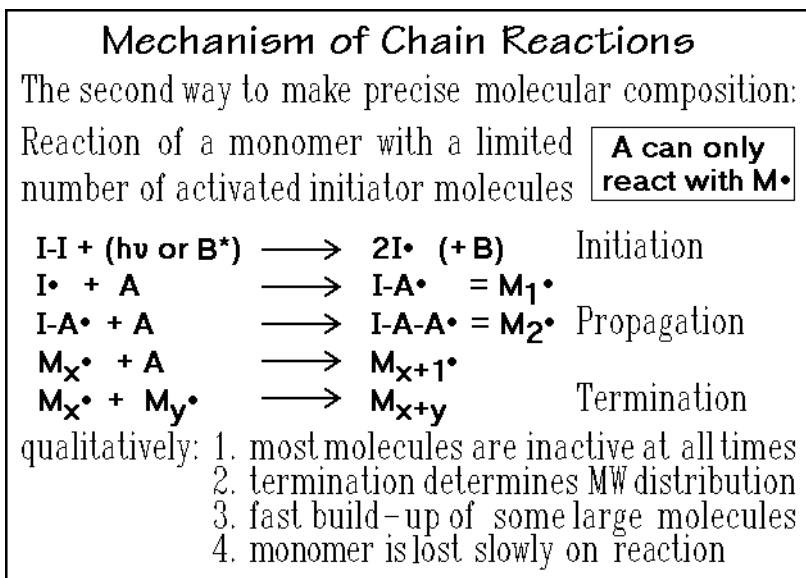 Mechanism of Chain Reactions
The second way to make precise molecular composition:
Reaction of a monomer with a limited
number of activated initiator molecules
A can only
react with M•
I-I + (hν or B*) ⟶ 2I• (+ B) Initiation
I• + A ⟶ I-A• = M₁•
I-A• + A ⟶ I-A-A• = M₂• Propagation
Mₓ• + A ⟶ Mₓ₊₁•
Mₓ• + M_y• ⟶ M_x+y Termination
qualitatively: 1. most molecules are inactive at all times
2. termination determines MW distribution
3. fast build-up of some large molecules
4. monomer is lost slowly on reaction